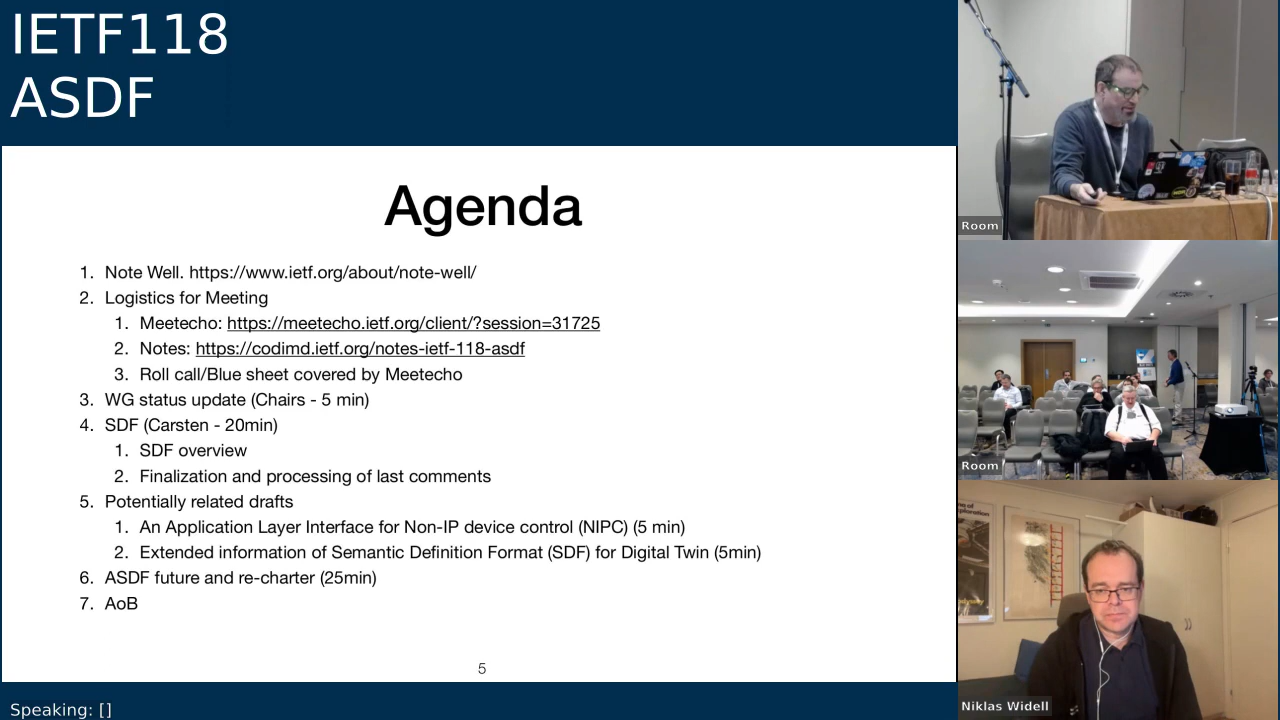 IETF118
ASDF
Agenda
1. Note Well. https://www.ietf.org/about/note-well/
2. Logistics for Meeting
1. Meetecho: https://meetecho.ietf.org/client/?session=31725
2. Notes: https://codimd.ietf.org/notes-ietf-118-asdf
3. Roll call/Blue sheet covered by Meetecho
3. WG status update (Chairs - 5 min)
4. SDF (Carsten - 20min)
1. SDF overview
2. Finalization and processing of last comments
5. Potentially related drafts
1. An Application Layer Interface for Non-IP device control (NIPC) (5 min)
2. Extended information of Semantic Definition Format (SDF) for Digital Twin (5min)
6. ASDF future and re-charter (25min)
7. AoB
5
Speaking: []
Room
Room
Niklas Widell